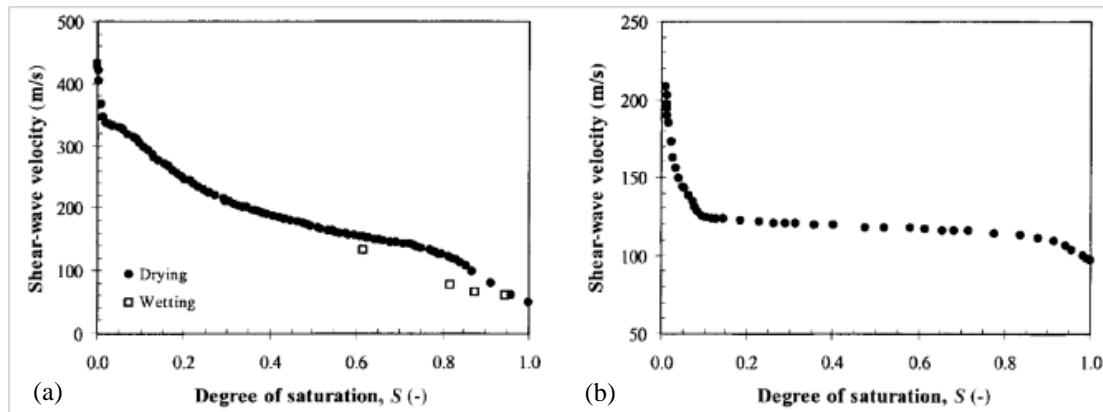 500
400
300
200
100
0
Shear-wave velocity (m/s)
Drying
Wetting
0.0 0.2 0.4 0.6 0.8 1.0
(a)
Degree of saturation, S (-)
250
200
150
100
50
Shear-wave velocity (m/s)
0.0 0.2 0.4 0.6 0.8 1.0
(b)
Degree of saturation, S (-)